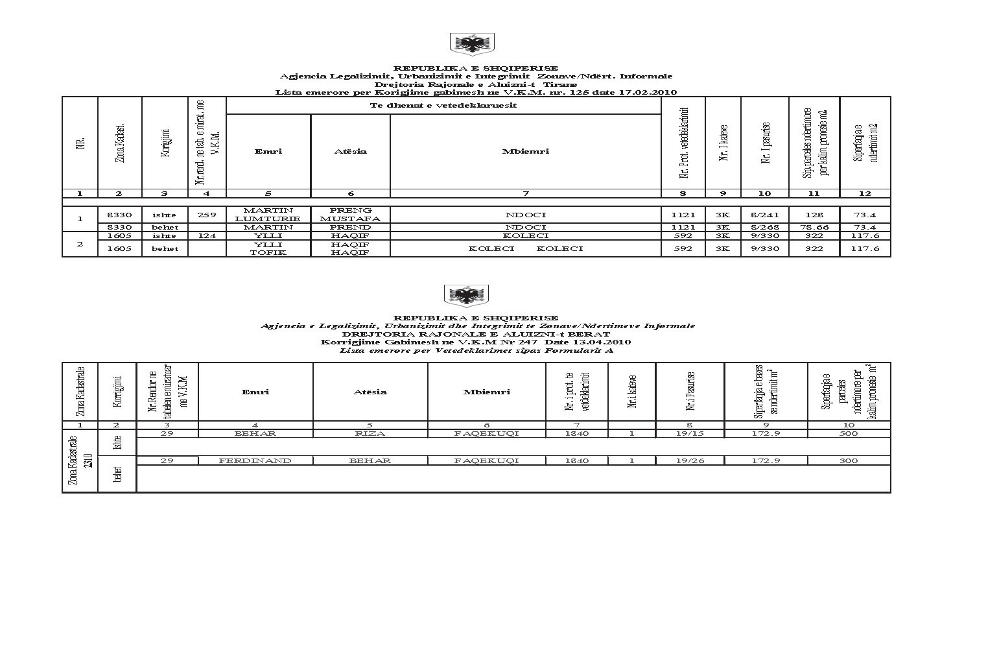 REPUBLIKA E SHQIPERISE
Agjencia Legalizimit, Urbanizimit e Integrimit Zonave/Ndërt. Informale
Drejtoria Rajonale e Aluizni-t Tirane
Lista emerore per Korigjime gabimesh ne V.K.M. nr. 125 date 17.02.2010
NR.
Zona Kadast.
Korigjimi
Nr.rend. ne tab. e mirat. me
V.K.M.
Te dhenat e vetedeklaruesit
Emri
Atësia
Mbiemri
Nr. Prot. vetedeklarimit
Nr. I kateve
Nr. I pasurise
Sip. parceles ndertimore
per kalim pronesie m2
Siperfaqja e
ndertimit m2
1 2 3 4 5 6 7 8 9 10 11 12
1
8330 ishte 259 MARTIN PRENG NDOCI 1121 3K 8/241 128 73.4
LUMTURIE MUSTAFA
8330 behet MARTIN PREND NDOCI 1121 3K 8/268 78.66 73.4
2
1605 ishte 124 YLLI HAQIF KOLECI 592 3K 9/330 322 117.6
1605 behet YLLI HAQIF KOLECI KOLECI 592 3K 9/330 322 117.6
TOFIK HAQIF
REPUBLIKA E SHQIPERISE
Agjencia e Legalizimit, Urbanizimit dhe Integrimit te Zonave/Ndertimeve Informale
DREJTORIA RAJONALE E ALUIZNI-t BERAT
Korrigjime Gabimesh ne V.K.M Nr 247 Date 13.04.2010
Lista emerore per Vetedeklarimet sipas Formularit A
Zona Kadastrale
Korrigjimi
Nr.Rendor ne
tabelen e miratuar
me V.K.M
Emri
Atësia
Mbiemri
Nr. i prot. te
vetdeklarimit
Nr.i kateve
Nr.i Pasurise
Siperfaqja e bazes
se ndertimit m²
Siperfaqja e
parceles
ndertimore per
kalim pronesie m²
1 2 3 4 5 6 7 8 9 10
Zona Kadastrale
2310
Ishte
29 BEHAR RIZA FAQEKUQI 1840 1 19/15 172.9 500
behet
29 FERDINAND BEHAR FAQEKUQI 1840 1 19/26 172.9 300